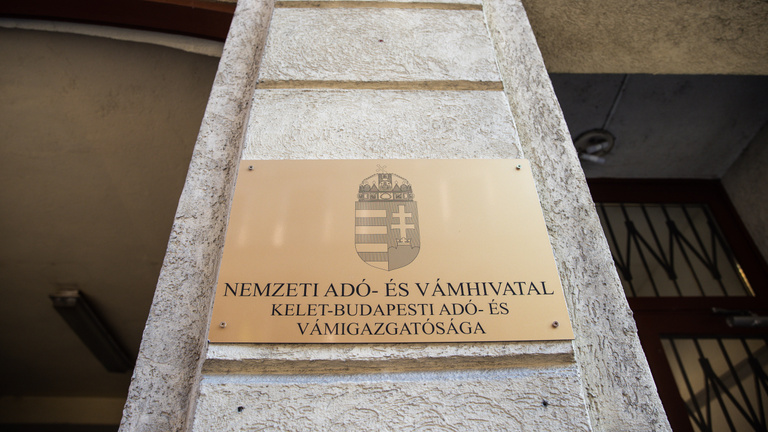 NEMZETI ADÓ- ÉS VÁMHIVATAL
KELET-BUDAPESTI ADÓ- ÉS
VÁMIGAZGATÓSÁGA